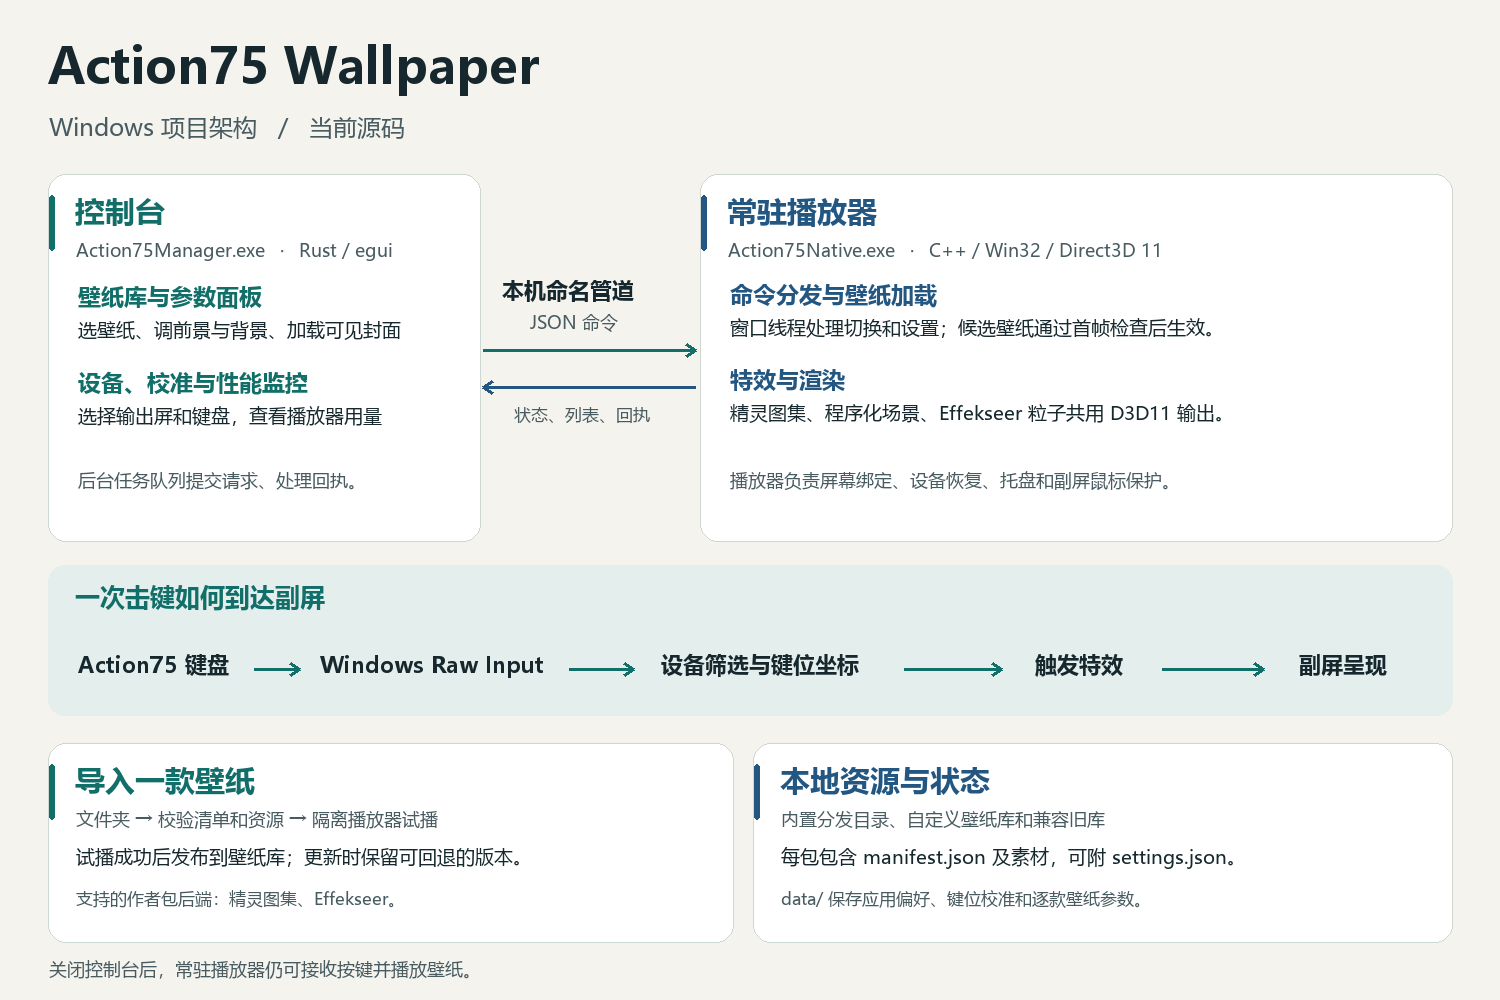 Action75 Wallpaper
Windows 项目架构 / 当前源码
控制台
Action75Manager.exe · Rust / egui
壁纸库与参数面板
选壁纸、调前景与背景、加载可见封面
设备、校准与性能监控
选择输出屏和键盘，查看播放器用量
后台任务队列提交请求、处理回执。
本机命名管道
JSON 命令
状态、列表、回执
常驻播放器
Action75Native.exe · C++ / Win32 / Direct3D 11
命令分发与壁纸加载
窗口线程处理切换和设置；候选壁纸通过首帧检查后生效。
特效与渲染
精灵图集、程序化场景、Effekseer 粒子共用 D3D11 输出。
播放器负责屏幕绑定、设备恢复、托盘和副屏鼠标保护。
一次击键如何到达副屏
Action75 键盘 → Windows Raw Input → 设备筛选与键位坐标 → 触发特效 → 副屏呈现
导入一款壁纸
文件夹 → 校验清单和资源 → 隔离播放器试播
试播成功后发布到壁纸库；更新时保留可回退的版本。
支持的作者包后端：精灵图集、Effekseer。
本地资源与状态
内置分发目录、自定义壁纸库和兼容旧库
每包包含 manifest.json 及素材，可附 settings.json。
data/ 保存应用偏好、键位校准和逐款壁纸参数。
关闭控制台后，常驻播放器仍可接收按键并播放壁纸。